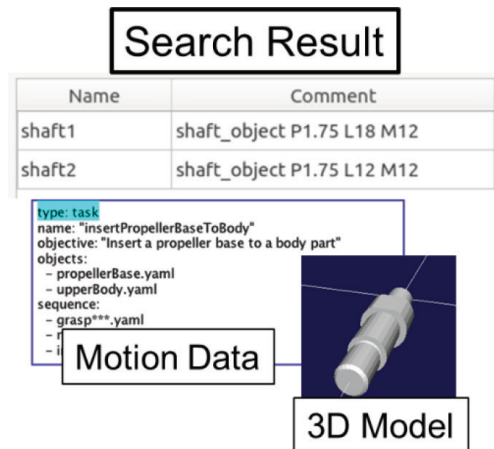 Search Result
Name Comment
shaft1 shaft_object P1.75 L18 M12
shaft2 shaft_object P1.75 L12 M12
type: task
name: "insertPropellerBaseToBody"
objective: "Insert a propeller base to a body part"
objects:
- propellerBase.yaml
- upperBody.yaml
sequence:
- grasp***.yaml
Motion Data
3D Model